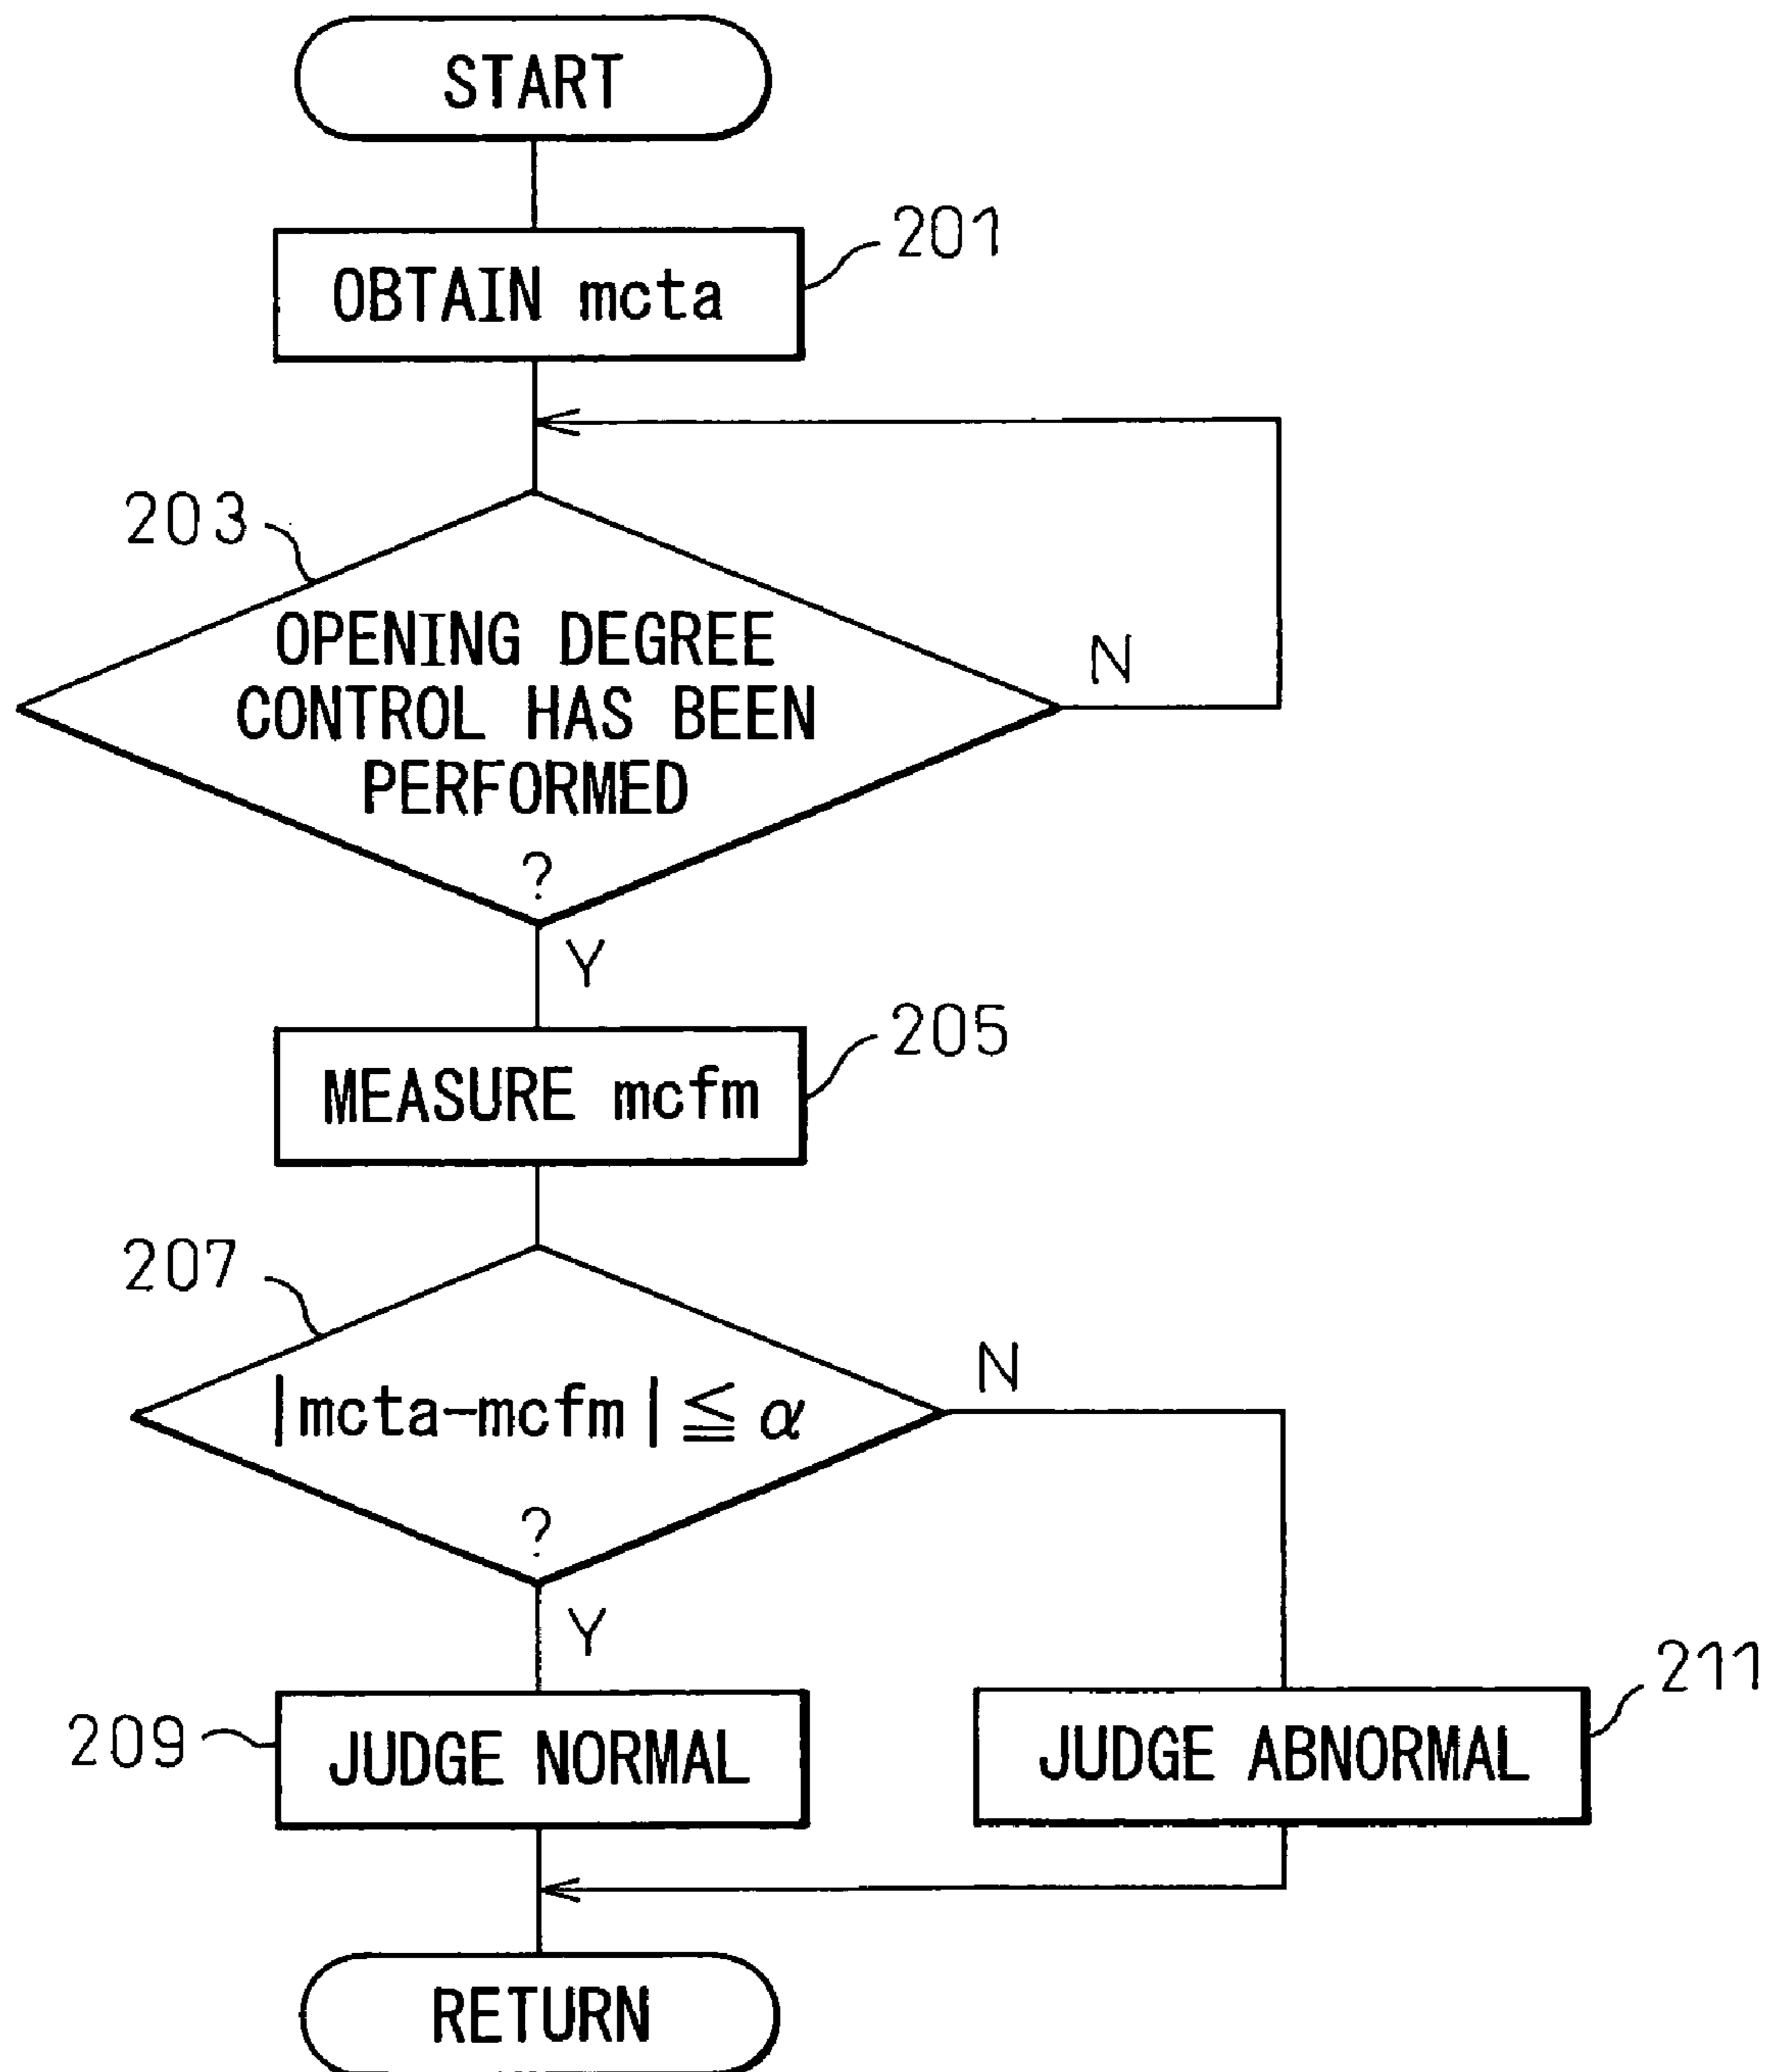 START
OBTAIN mcta
201
203
OPENING DEGREE
CONTROL HAS BEEN
PERFORMED
?
N
Y
MEASURE mcfm
205
207
|mcta-mcfm|≦α
?
N
Y
209
JUDGE NORMAL
JUDGE ABNORMAL
211
RETURN